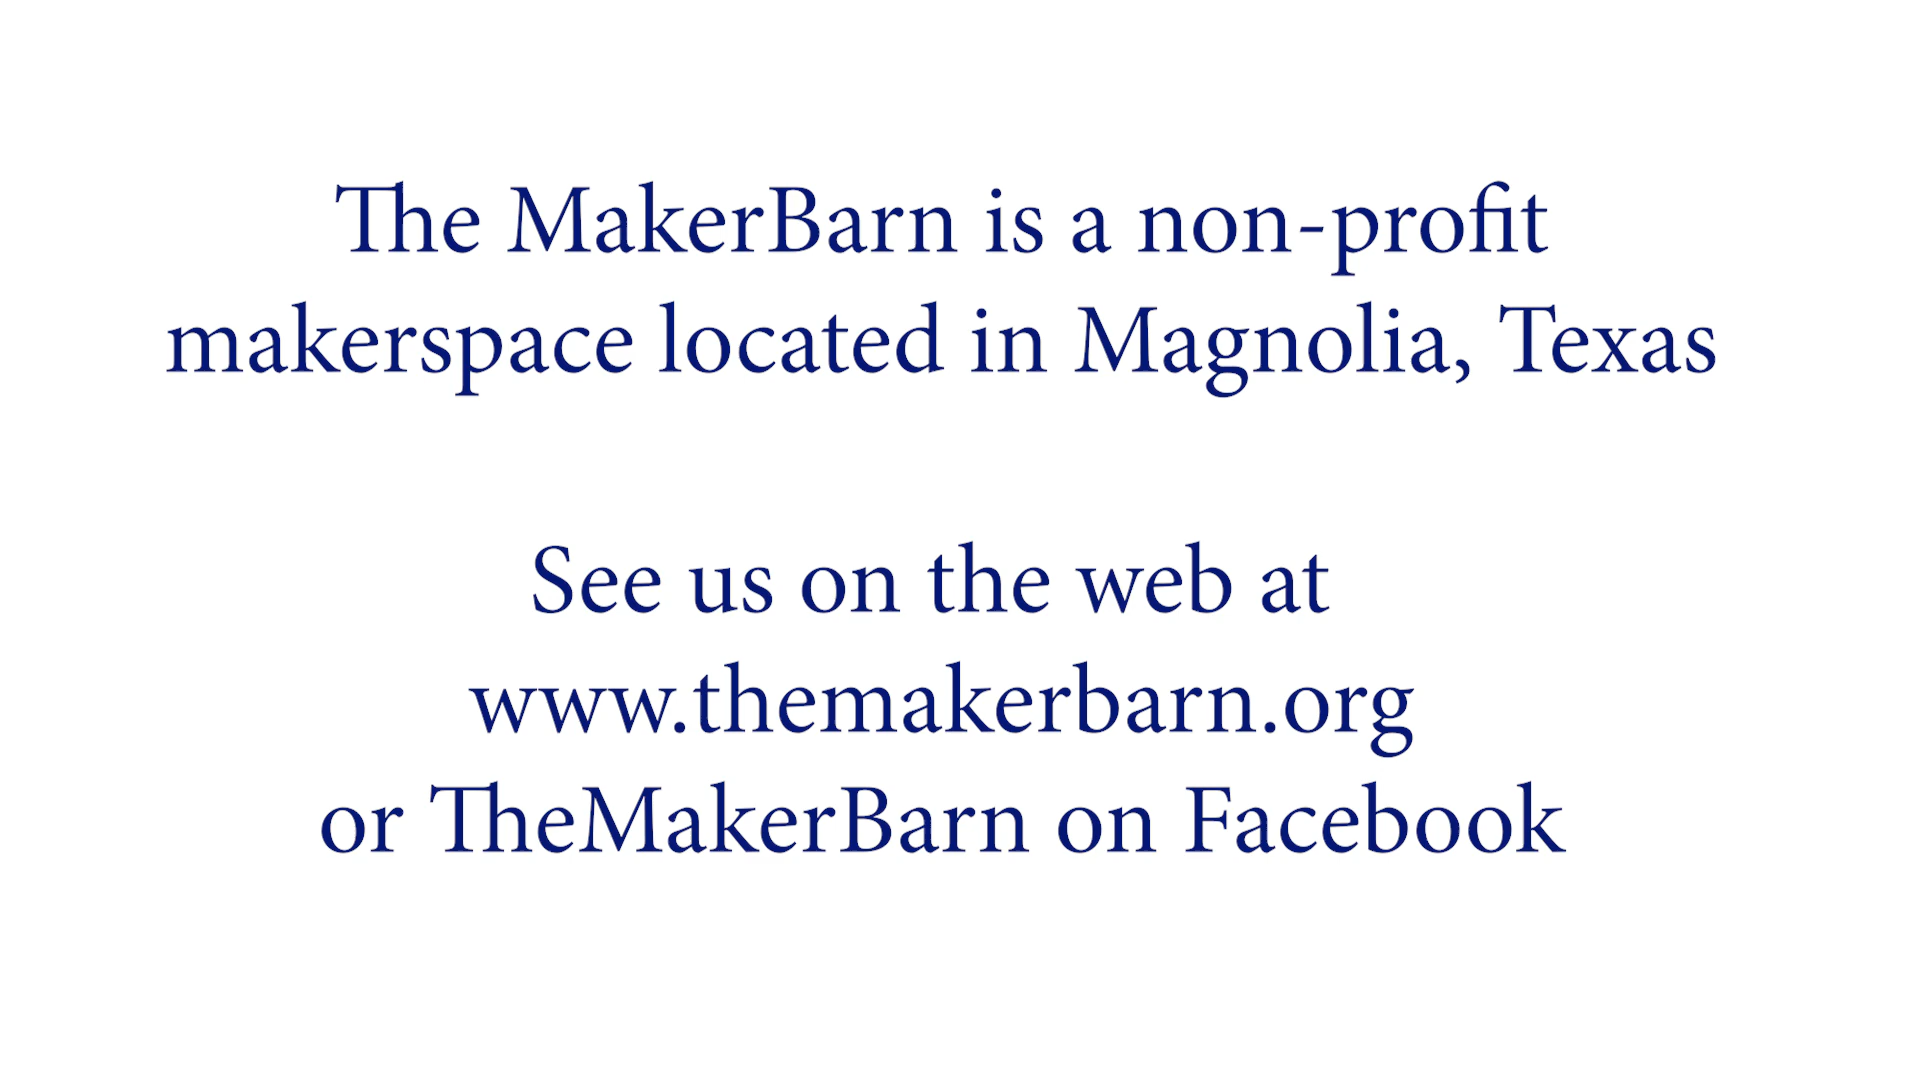 The MakerBarn is a non-profit
makerspace located in Magnolia, Texas
See us on the web at
www.themakerbarn.org
or TheMakerBarn on Facebook